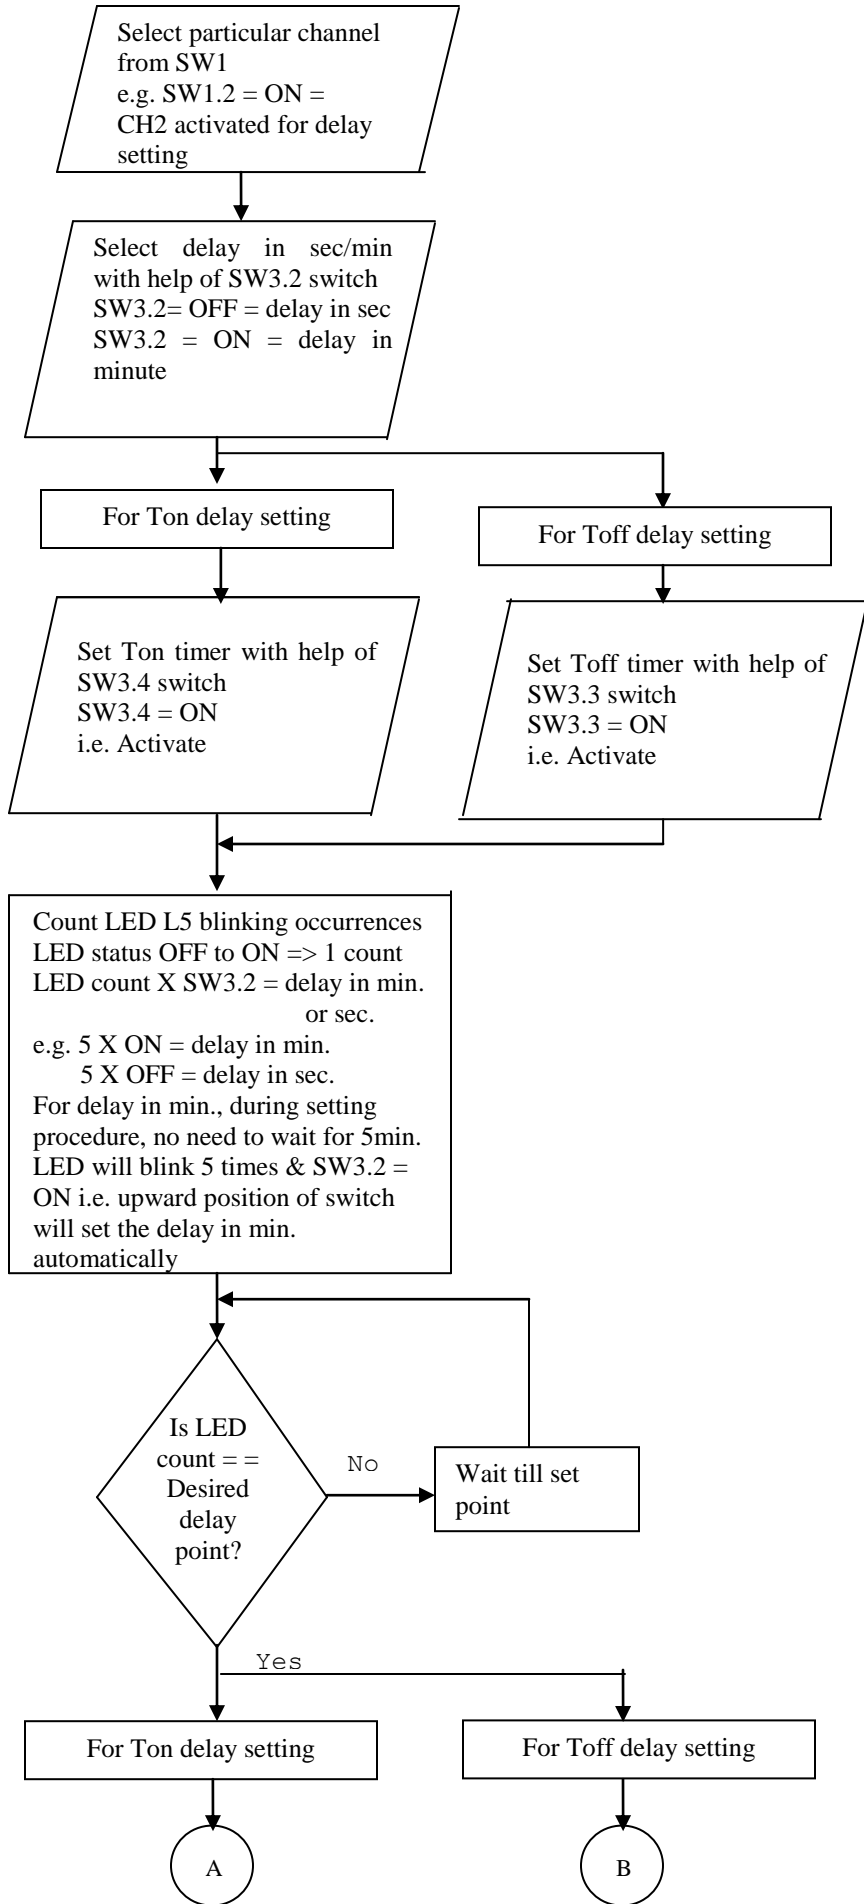 Select particular channel
from SW1
e.g. SW1.2 = ON =
CH2 activated for delay
setting
Select delay in sec/min
with help of SW3.2 switch
SW3.2= OFF = delay in sec
SW3.2 = ON = delay in
minute
For Ton delay setting
For Toff delay setting
Set Ton timer with help of
SW3.4 switch
SW3.4 = ON
i.e. Activate
Set Toff timer with help of
SW3.3 switch
SW3.3 = ON
i.e. Activate
Count LED L5 blinking occurrences
LED status OFF to ON => 1 count
LED count X SW3.2 = delay in min.
or sec.
e.g. 5 X ON = delay in min.
5 X OFF = delay in sec.
For delay in min., during setting
procedure, no need to wait for 5min.
LED will blink 5 times & SW3.2 =
ON i.e. upward position of switch
will set the delay in min.
automatically
Is LED
count = =
Desired
delay
point?
No
Wait till set
point
Yes
For Ton delay setting
For Toff delay setting
A
B